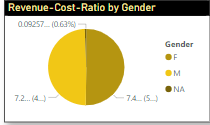 Revenue-Cost-Ratio by Gender
0.09257... (0.63%)
Gender
F
M
NA
7.2... (4...)
7.4... (5...)